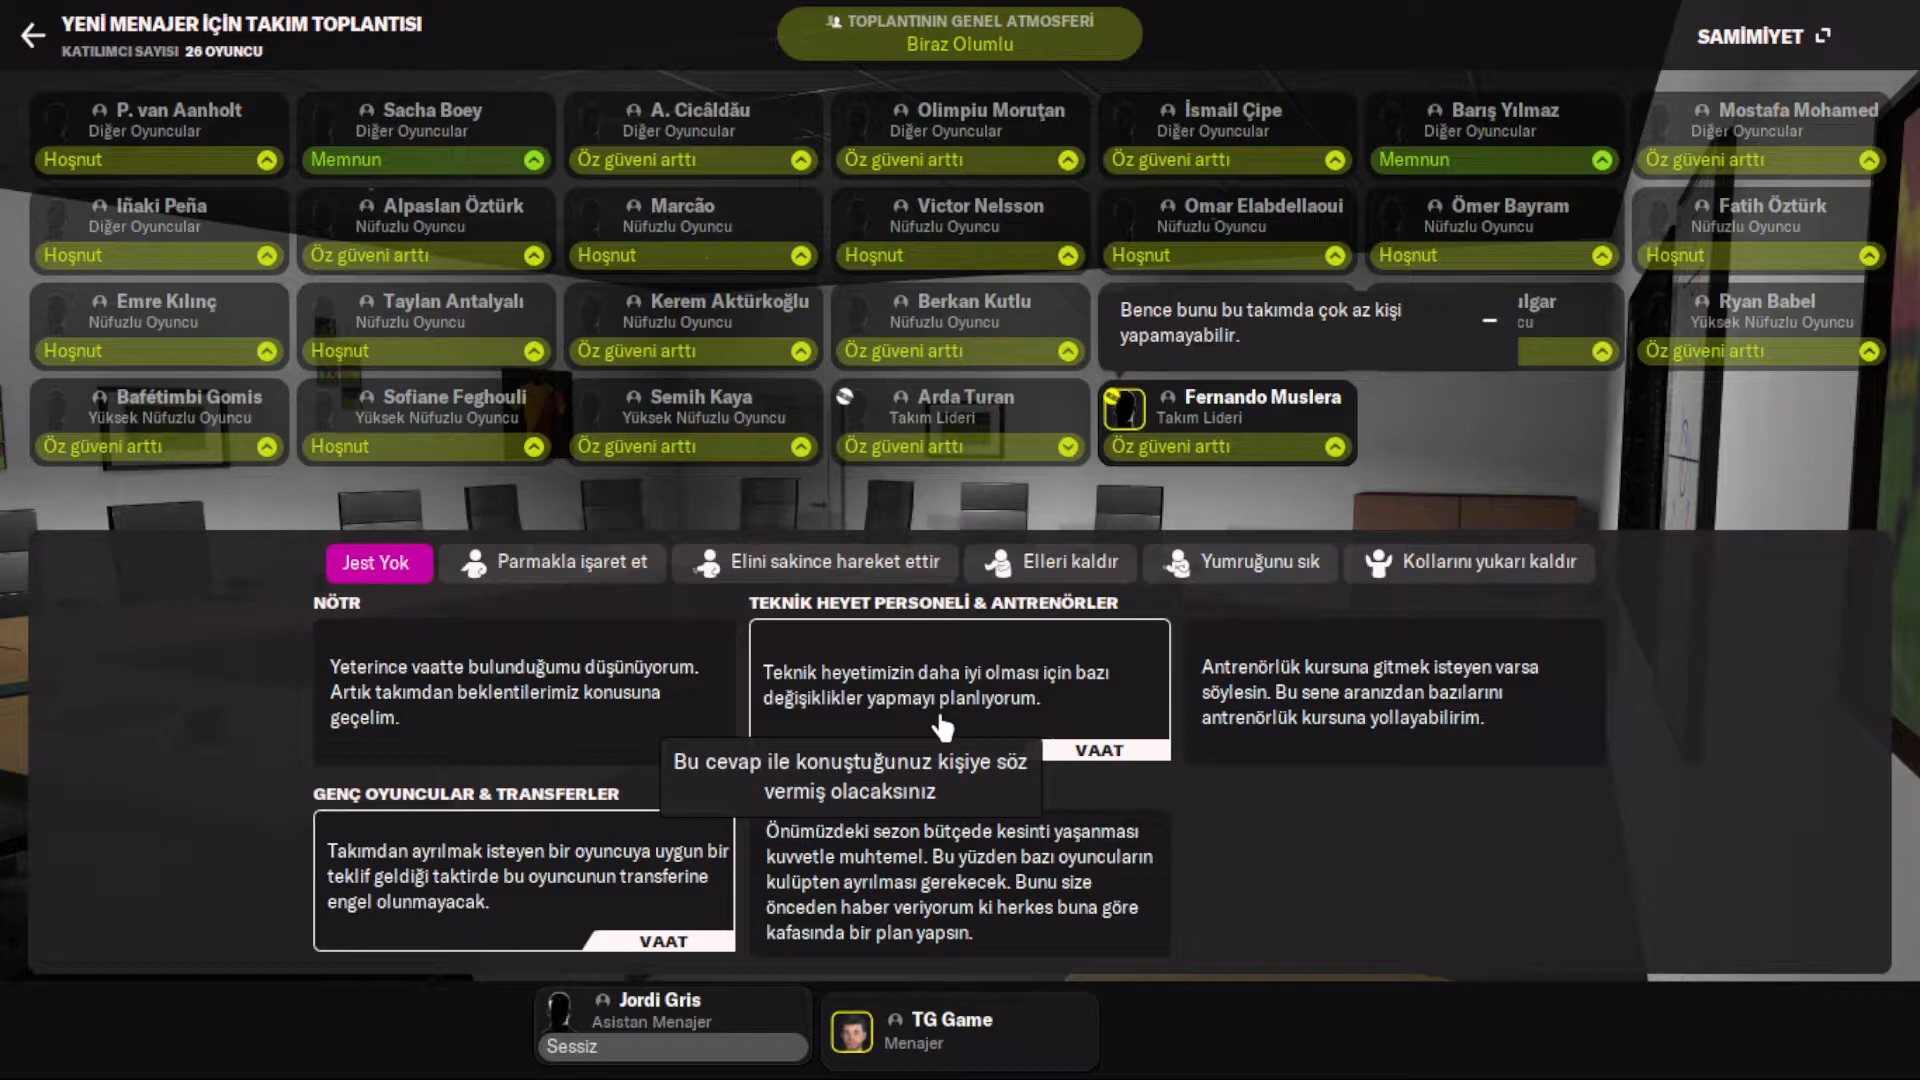 YENİ MENAJER İÇİN TAKIM TOPLANTISI
KATILIMCI SAYISI 26 OYUNCU
TOPLANTININ GENEL ATMOSFERİ
Biraz Olumlu
SAMİMİYET
P. van Aanholt
Diğer Oyuncular
Hoşnut
Sacha Boey
Diğer Oyuncular
Memnun
A. Cicâldău
Diğer Oyuncular
Öz güveni arttı
Olimpiu Moruţan
Diğer Oyuncular
Öz güveni arttı
İsmail Çipe
Diğer Oyuncular
Öz güveni arttı
Barış Yılmaz
Diğer Oyuncular
Memnun
Mostafa Mohamed
Diğer Oyuncular
Öz güveni arttı
Iñaki Peña
Diğer Oyuncular
Hoşnut
Alpaslan Öztürk
Nüfuzlu Oyuncu
Öz güveni arttı
Marcão
Nüfuzlu Oyuncu
Hoşnut
Victor Nelsson
Nüfuzlu Oyuncu
Hoşnut
Omar Elabdellaoui
Nüfuzlu Oyuncu
Hoşnut
Ömer Bayram
Nüfuzlu Oyuncu
Hoşnut
Fatih Öztürk
Nüfuzlu Oyuncu
Hoşnut
Emre Kılınç
Nüfuzlu Oyuncu
Hoşnut
Taylan Antalyalı
Nüfuzlu Oyuncu
Hoşnut
Kerem Aktürkoğlu
Nüfuzlu Oyuncu
Öz güveni arttı
Berkan Kutlu
Nüfuzlu Oyuncu
Öz güveni arttı
Bence bunu bu takımda çok az kişi
yapamayabilir.
ılgar
cu
Ryan Babel
Yüksek Nüfuzlu Oyuncu
Öz güveni arttı
Bafétimbi Gomis
Yüksek Nüfuzlu Oyuncu
Öz güveni arttı
Sofiane Feghouli
Yüksek Nüfuzlu Oyuncu
Hoşnut
Semih Kaya
Yüksek Nüfuzlu Oyuncu
Öz güveni arttı
Arda Turan
Takım Lideri
Öz güveni arttı
Fernando Muslera
Takım Lideri
Öz güveni arttı
Jest Yok
Parmakla işaret et
Elini sakince hareket ettir
Elleri kaldır
Yumruğunu sık
Kollarını yukarı kaldır
NÖTR
Yeterince vaatte bulunduğumu düşünüyorum.
Artık takımdan beklentilerimiz konusuna
geçelim.
TEKNİK HEYET PERSONELİ & ANTRENÖRLER
Teknik heyetimizin daha iyi olması için bazı
değişiklikler yapmayı planlıyorum.
VAAT
Antrenörlük kursuna gitmek isteyen varsa
söylesin. Bu sene aranızdan bazılarını
antrenörlük kursuna yollayabilirim.
Bu cevap ile konuştuğunuz kişiye söz
vermiş olacaksınız
GENÇ OYUNCULAR & TRANSFERLER
Takımdan ayrılmak isteyen bir oyuncuya uygun bir
teklif geldiği taktirde bu oyuncunun transferine
engel olunmayacak.
VAAT
Önümüzdeki sezon bütçede kesinti yaşanması
kuvvetle muhtemel. Bu yüzden bazı oyuncuların
kulüpten ayrılması gerekecek. Bunu size
önceden haber veriyorum ki herkes buna göre
kafasında bir plan yapsın.
Jordi Gris
Asistan Menajer
Sessiz
TG Game
Menajer